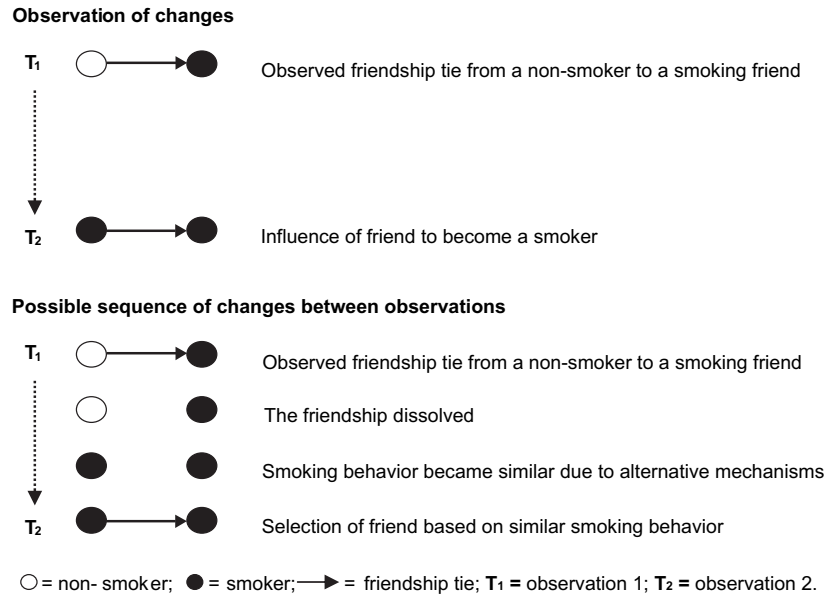 Observation of changes
T1 Observed friendship tie from a non-smoker to a smoking friend
T2 Influence of friend to become a smoker
Possible sequence of changes between observations
T1 Observed friendship tie from a non-smoker to a smoking friend
The friendship dissolved
Smoking behavior became similar due to alternative mechanisms
T2 Selection of friend based on similar smoking behavior
= non- smoker; = smoker; = friendship tie; T1 = observation 1; T2 = observation 2.